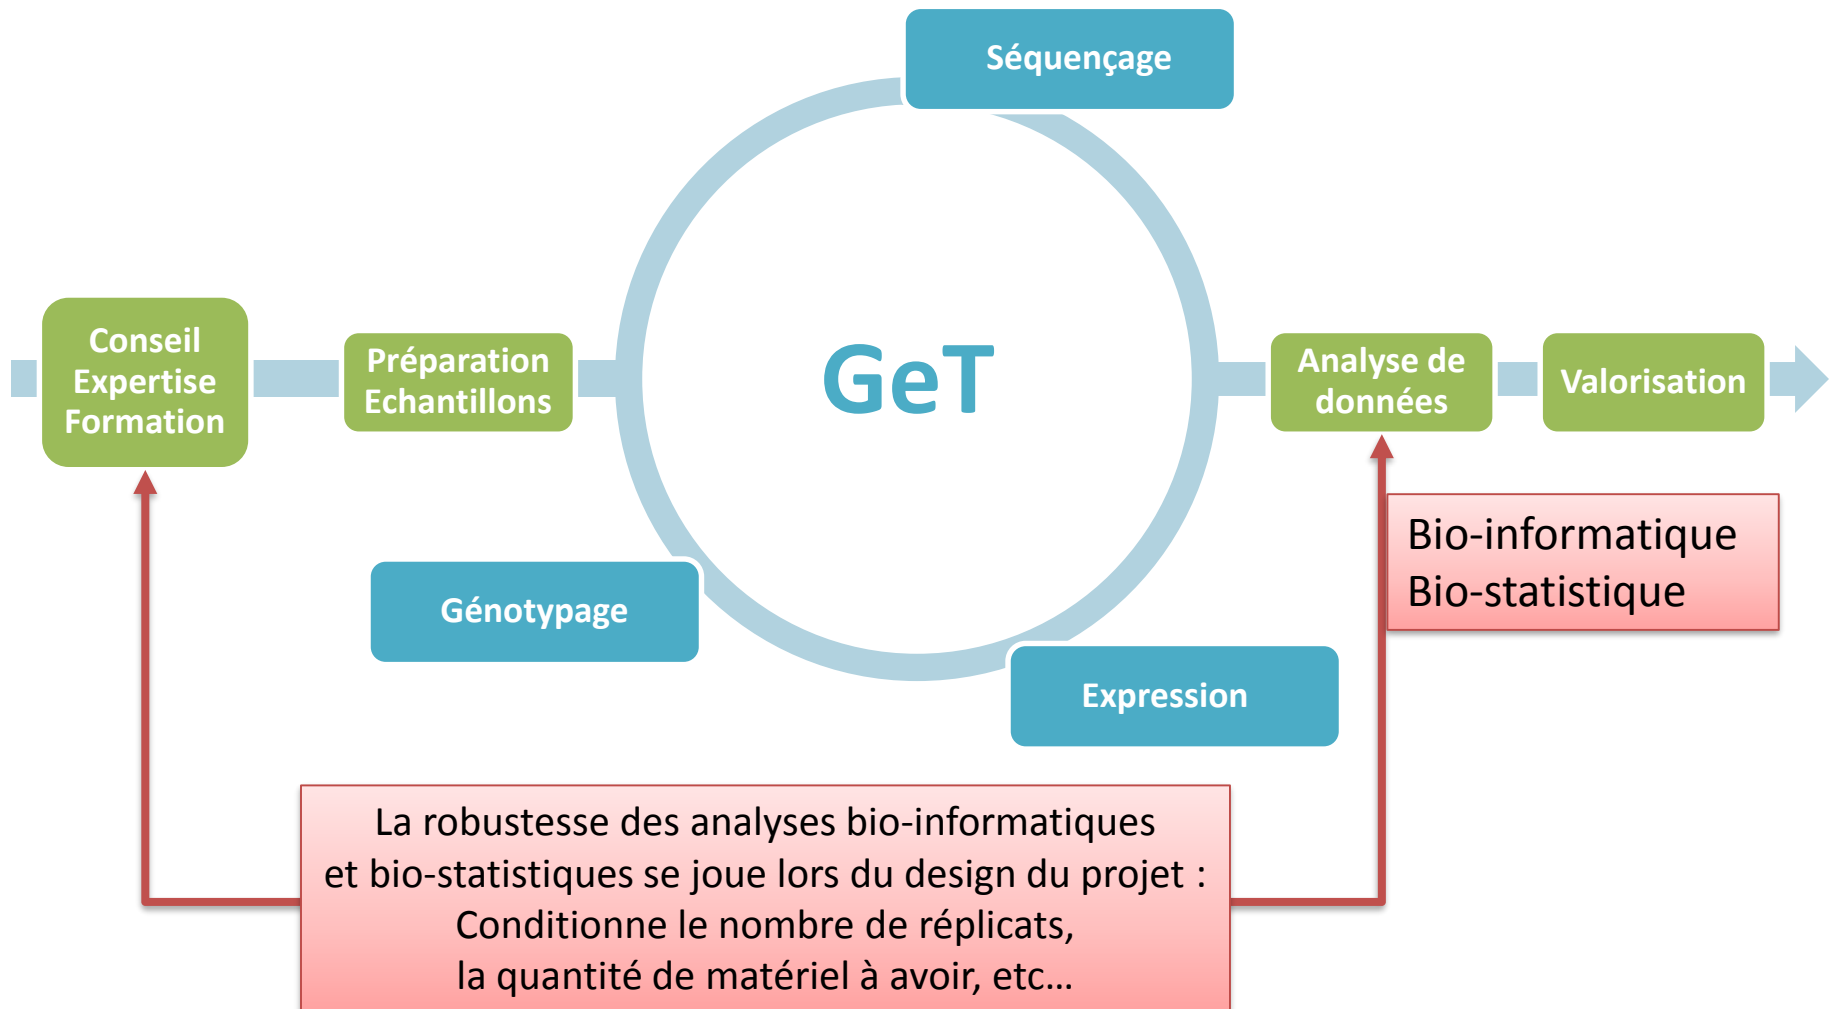 Séquençage
Conseil
Expertise
Formation
Préparation
Echantillons
GeT
Analyse de
données
Valorisation
Bio-informatique
Bio-statistique
Génotypage
Expression
La robustesse des analyses bio-informatiques
et bio-statistiques se joue lors du design du projet :
Conditionne le nombre de réplicats,
la quantité de matériel à avoir, etc...